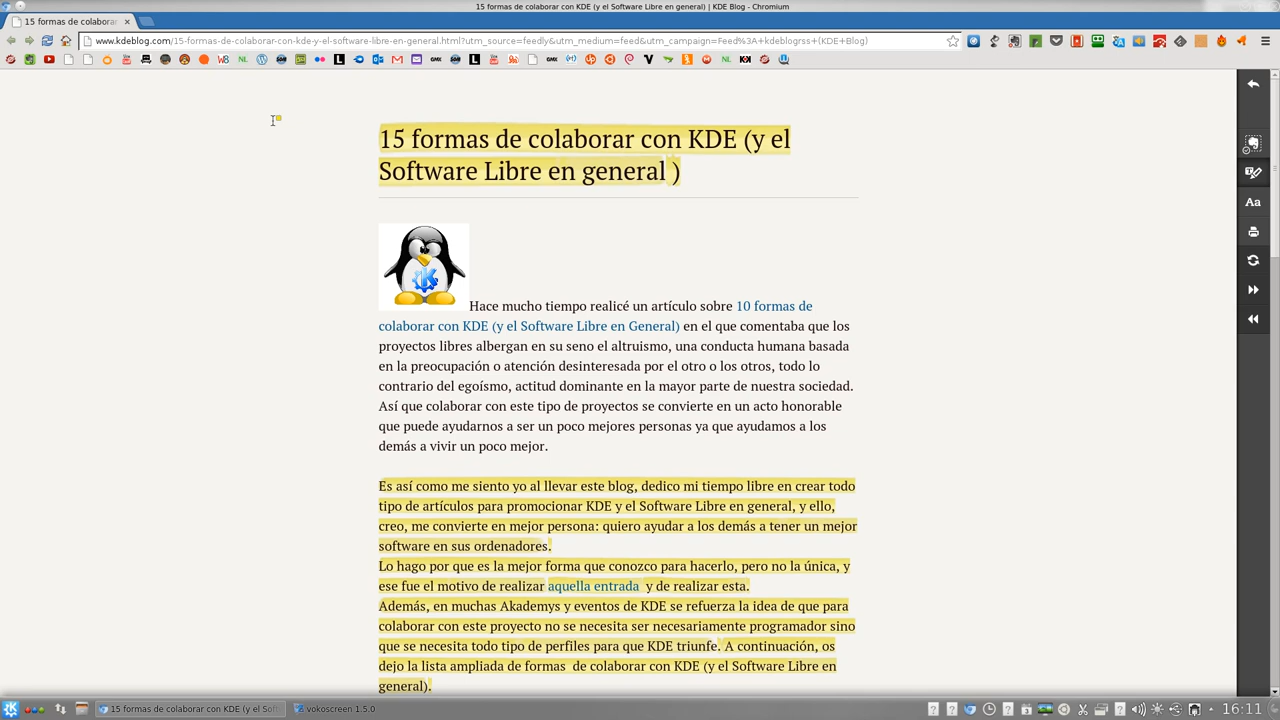 15 formas de colaborar con KDE (y el Software Libre en general) | KDE Blog - Chromium
15 formas de colaborar
www.kdeblog.com/15-formas-de-colaborar-con-kde-y-el-software-libre-en-general.html?utm_source=feedly&utm_medium=feed&utm_campaign=Feed%3A+kdeblogrss+(KDE+Blog)
15 formas de colaborar con KDE (y el
Software Libre en general )
Aa
Hace mucho tiempo realicé un artículo sobre 10 formas de
colaborar con KDE (y el Software Libre en General) en el que comentaba que los
proyectos libres albergan en su seno el altruismo, una conducta humana basada
en la preocupación o atención desinteresada por el otro o los otros, todo lo
contrario del egoísmo, actitud dominante en la mayor parte de nuestra sociedad.
Así que colaborar con este tipo de proyectos se convierte en un acto honorable
que puede ayudarnos a ser un poco mejores personas ya que ayudamos a los
demás a vivir un poco mejor.
Es así como me siento yo al llevar este blog, dedico mi tiempo libre en crear todo
tipo de artículos para promocionar KDE y el Software Libre en general, y ello,
creo, me convierte en mejor persona: quiero ayudar a los demás a tener un mejor
software en sus ordenadores.
Lo hago por que es la mejor forma que conozco para hacerlo, pero no la única, y
ese fue el motivo de realizar aquella entrada y de realizar esta.
Además, en muchas Akademys y eventos de KDE se refuerza la idea de que para
colaborar con este proyecto no se necesita ser necesariamente programador sino
que se necesita todo tipo de perfiles para que KDE triunfe. A continuación, os
dejo la lista ampliada de formas de colaborar con KDE (y el Software Libre en
general).
15 formas de colaborar con KDE (y el Soft
vokoscreen 1.5.0
16:11